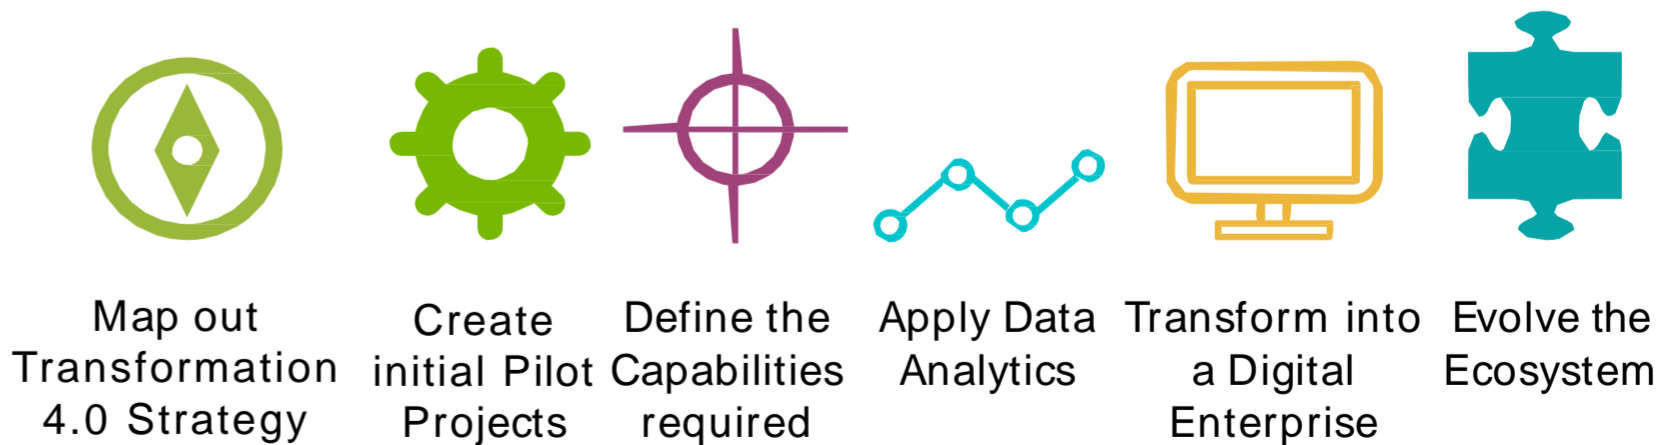 Map out
Transformation
4.0 Strategy
Create
initial Pilot
Projects
Define the
Capabilities
required
Apply Data
Analytics
Transform into
a Digital
Enterprise
Evolve the
Ecosystem